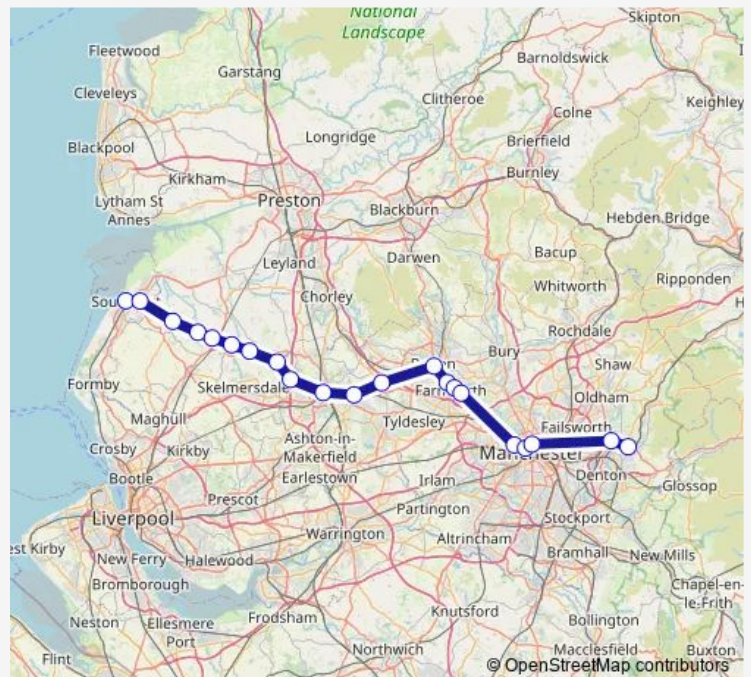 National
Landscape
Skipton
Fleetwood
Barnoldswick
Garstang
Cleveleys
Clitheroe
Keighley
Colne
Longridge
Brierfield
Blackpool
Burnley
Kirkham
Preston
Lytham St
Annes
Blackburn
Hebden Bridge
Leyland
Darwen
Bacup
Ripponden
Whitworth
Chorley
Rochdale
Bury
Shaw
Formby
Skelmersdale
Oldham
Maghull
Tyldesley
Failsworth
Crosby
Kirkby
Ashton-in-
Makerfield
Manchester
Bootle
Earlestown
Irlam
Denton
Glossop
Prescot
Partington
Liverpool
Stockport
Warrington
Altrincham
est Kirby
New Ferry
Halewood
Bramhall
New Mills
Bromborough
Chapel-en-
le-Frith
Neston
Ellesmere
Port
Frodsham
Knutsford
Bollington
Flint
Northwich
Macclesfield
Buxton
© OpenStreetMap contributors